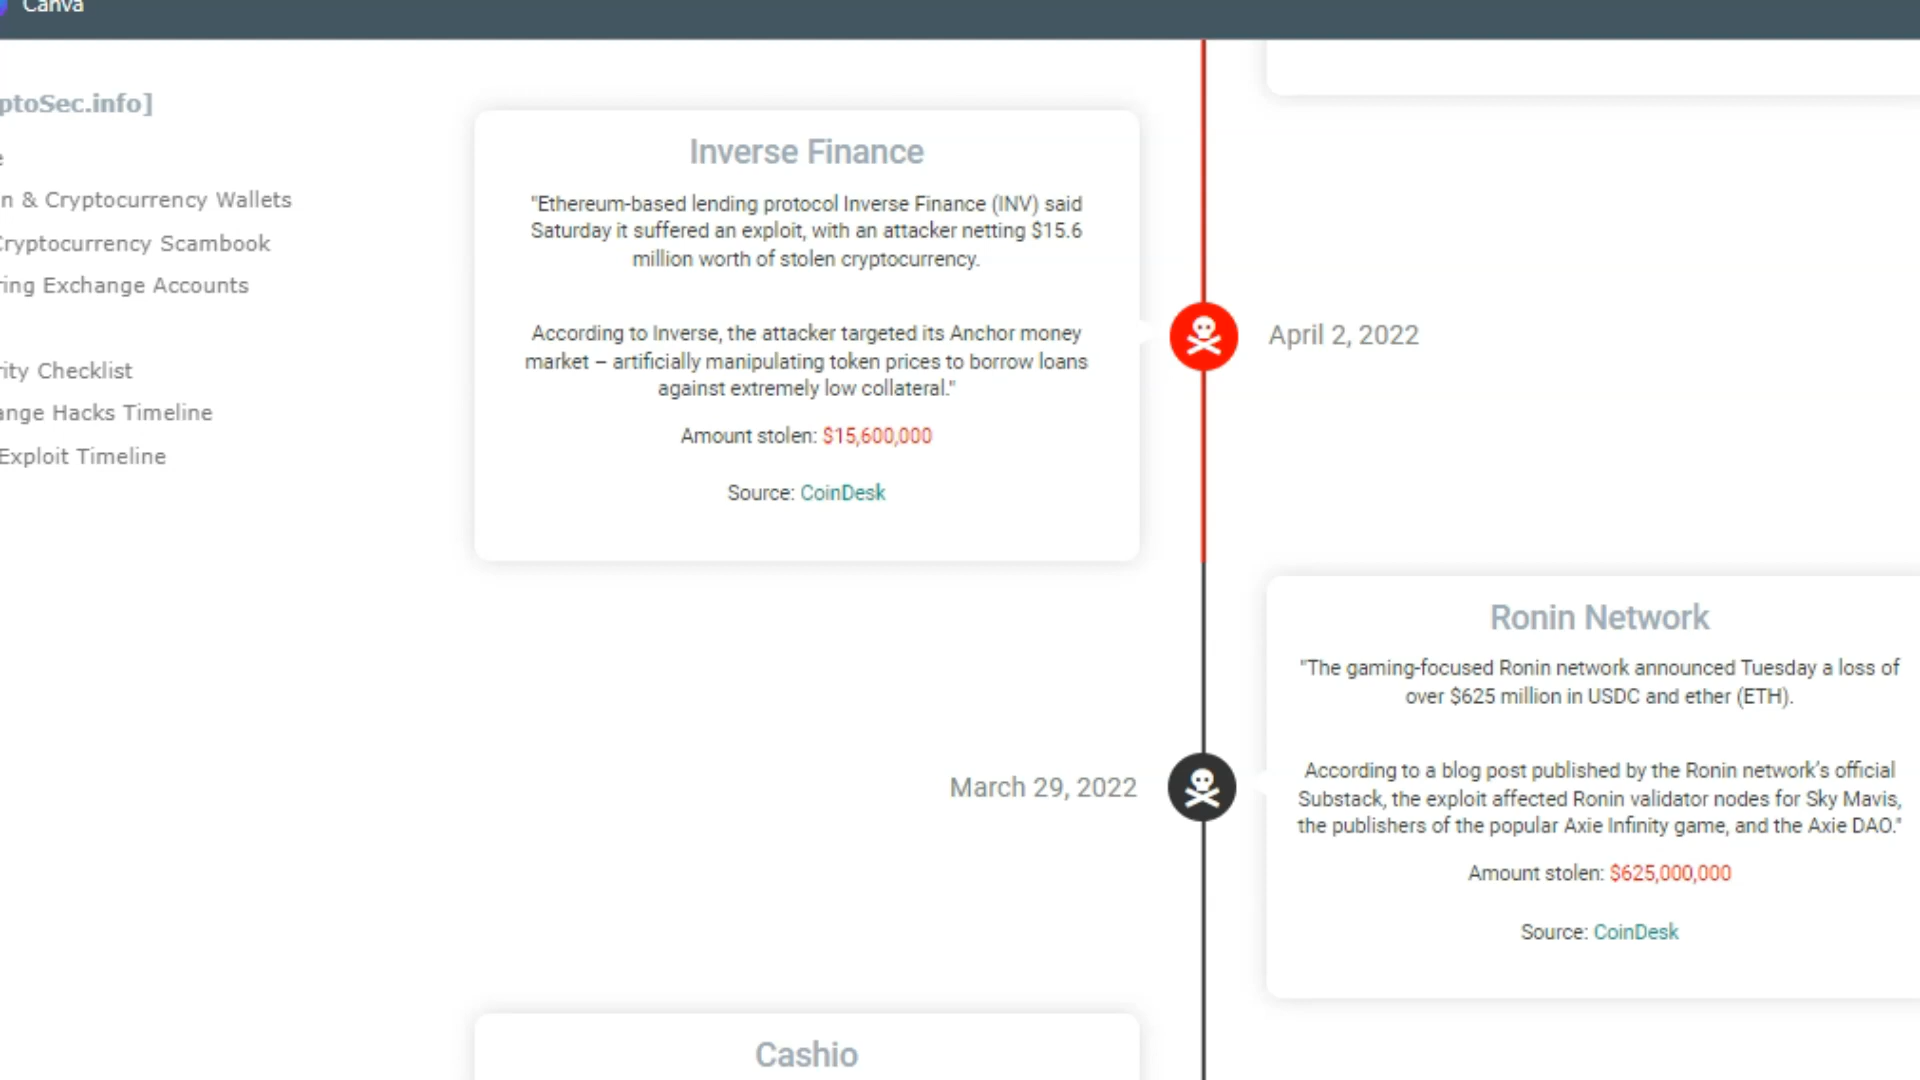 Canva
ptoSec.info]
e
n & Cryptocurrency Wallets
Cryptocurrency Scambook
ring Exchange Accounts
rity Checklist
ange Hacks Timeline
Exploit Timeline
Inverse Finance
"Ethereum-based lending protocol Inverse Finance (INV) said
Saturday it suffered an exploit, with an attacker netting $15.6
million worth of stolen cryptocurrency.
According to Inverse, the attacker targeted its Anchor money
market – artificially manipulating token prices to borrow loans
against extremely low collateral."
Amount stolen: $15,600,000
Source: CoinDesk
April 2, 2022
Ronin Network
"The gaming-focused Ronin network announced Tuesday a loss of
over $625 million in USDC and ether (ETH).
According to a blog post published by the Ronin network's official
Substack, the exploit affected Ronin validator nodes for Sky Mavis,
the publishers of the popular Axie Infinity game, and the Axie DAO."
Amount stolen: $625,000,000
Source: CoinDesk
March 29, 2022
Cashio